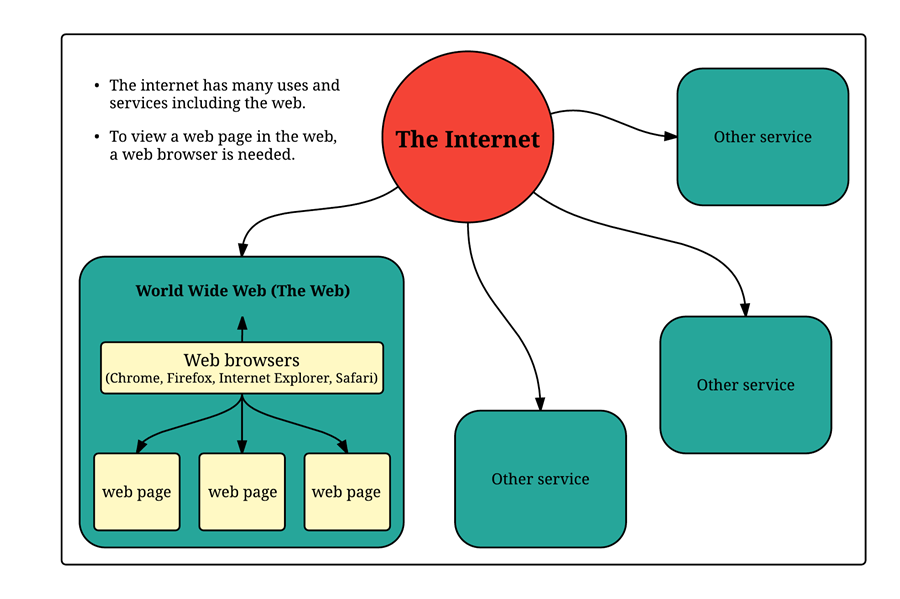 • The internet has many uses and
services including the web.
• To view a web page in the web,
a web browser is needed.
The Internet
Other service
World Wide Web (The Web)
Web browsers
(Chrome, Firefox, Internet Explorer, Safari)
web page
web page
web page
Other service
Other service